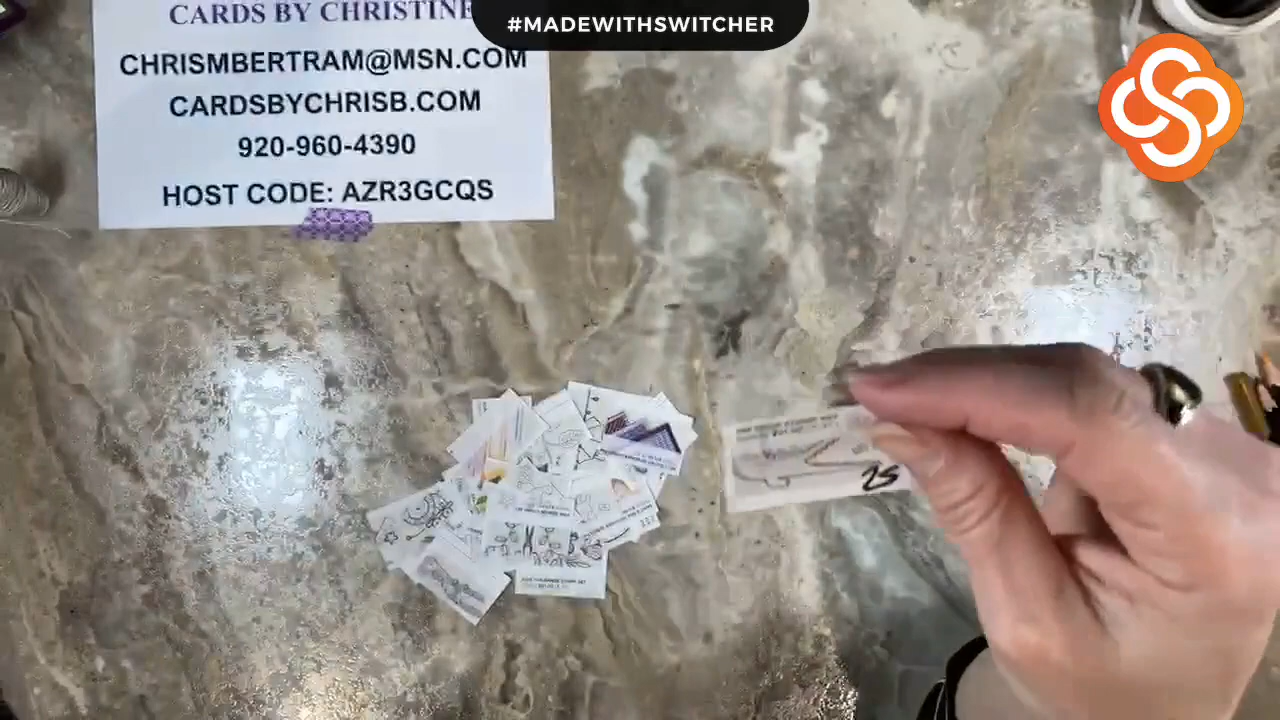 #MADEWITHSWITCHER
CARDS BY CHRISTINE
CHRISMBERTRAM@MSN.COM
CARDSBYCHRISB.COM
920-960-4390
HOST CODE: AZR3GCQS
25